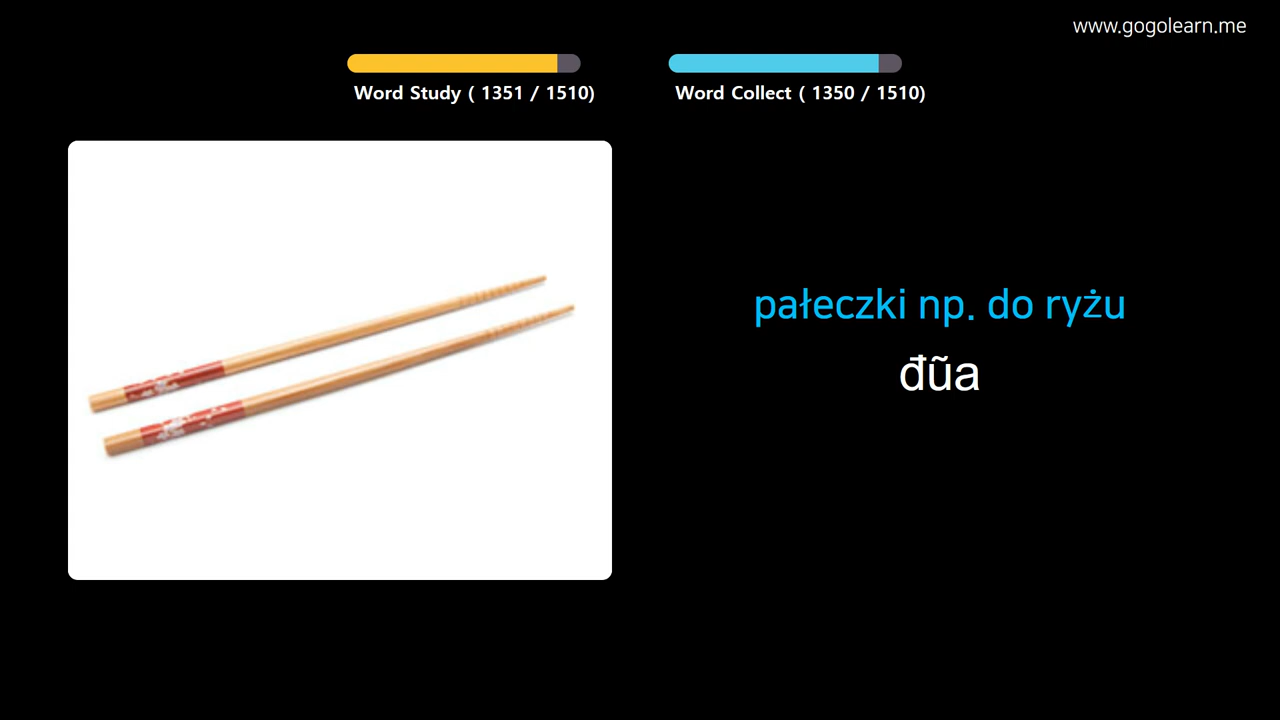 www.gogolearn.me
Word Study ( 1351 / 1510)
Word Collect ( 1350 / 1510)
pałeczki np. do ryżu
đũa